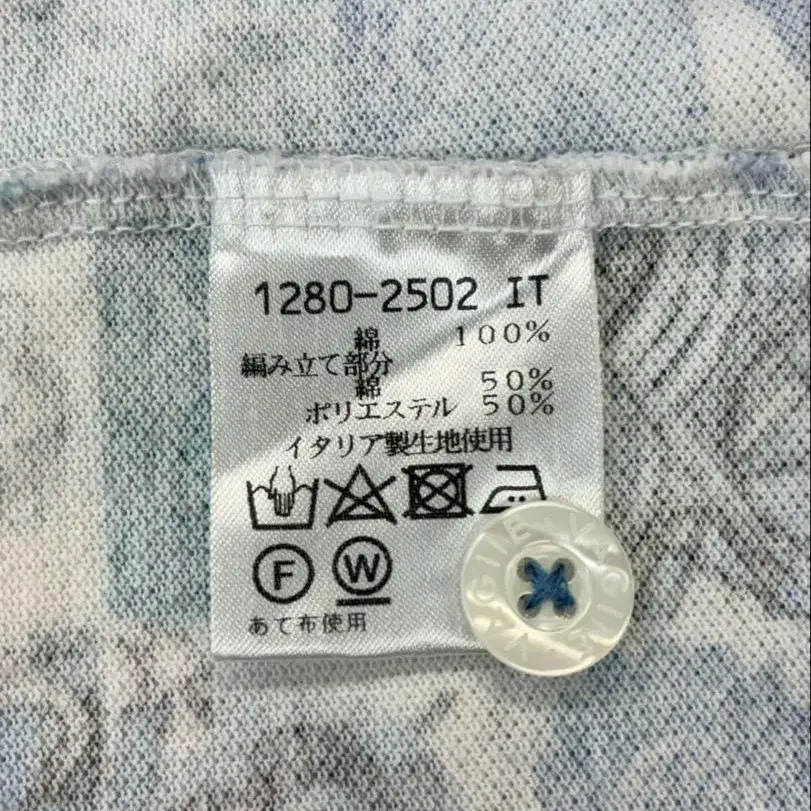 1280-2502 IT
綿 100%
編み立て部分
綿 50%
ポリエステル 50%
イタリア製生地使用
F W
あて布使用